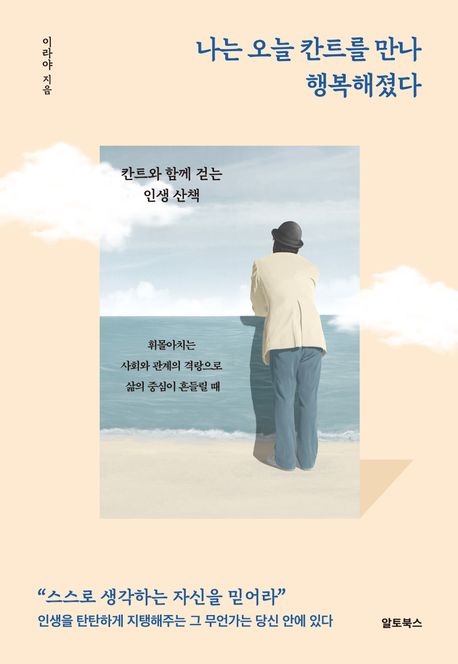 이라야 지음
나는 오늘 칸트를 만나
행복해졌다
칸트와 함께 걷는
인생 산책
휘몰아치는
사회와 관계의 격랑으로
삶의 중심이 흔들릴 때
“스스로 생각하는 자신을 믿어라”
인생을 탄탄하게 지탱해주는 그 무언가는 당신 안에 있다
알토북스